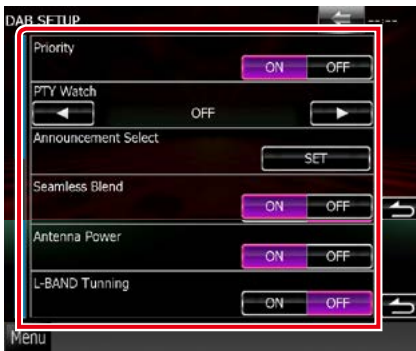 DAB SETUP --:--
Priority
ON OFF
PTY Watch
OFF
Announcement Select
SET
Seamless Blend
ON OFF
Antenna Power
ON OFF
L-BAND Tunning
ON OFF
Menu